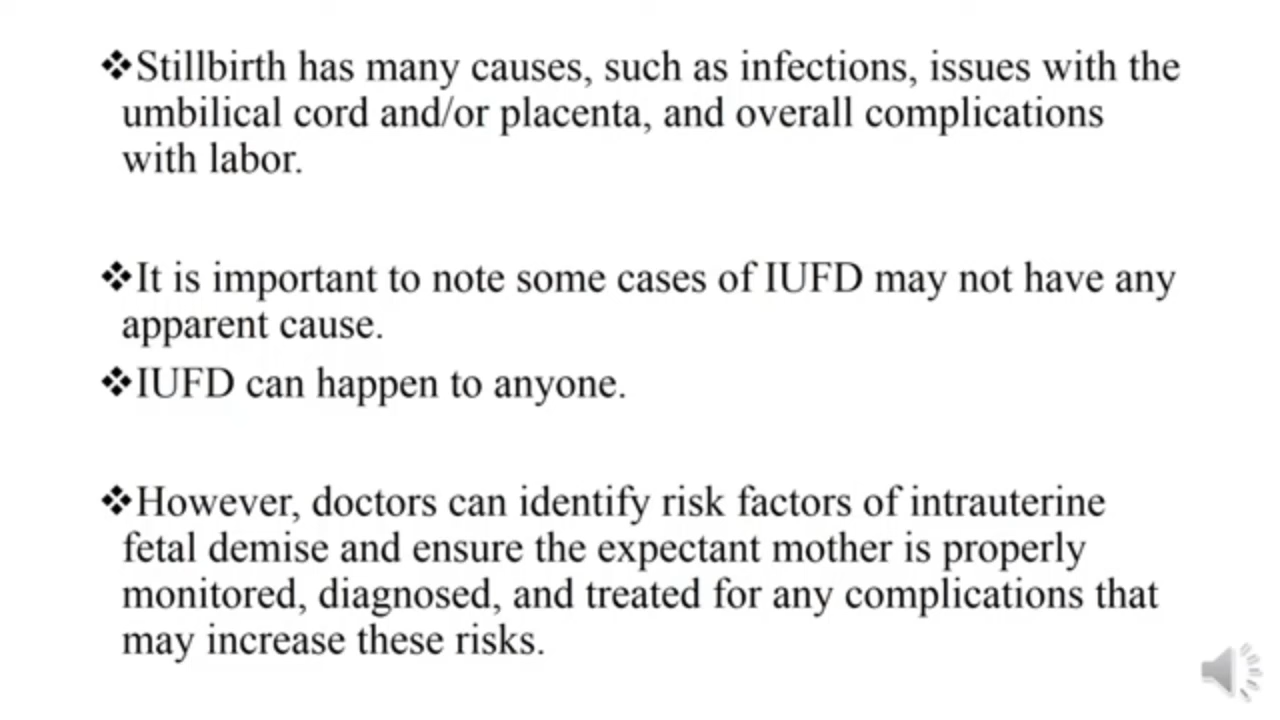 ❖Stillbirth has many causes, such as infections, issues with the
umbilical cord and/or placenta, and overall complications
with labor.
❖It is important to note some cases of IUFD may not have any
apparent cause.
❖IUFD can happen to anyone.
❖However, doctors can identify risk factors of intrauterine
fetal demise and ensure the expectant mother is properly
monitored, diagnosed, and treated for any complications that
may increase these risks.